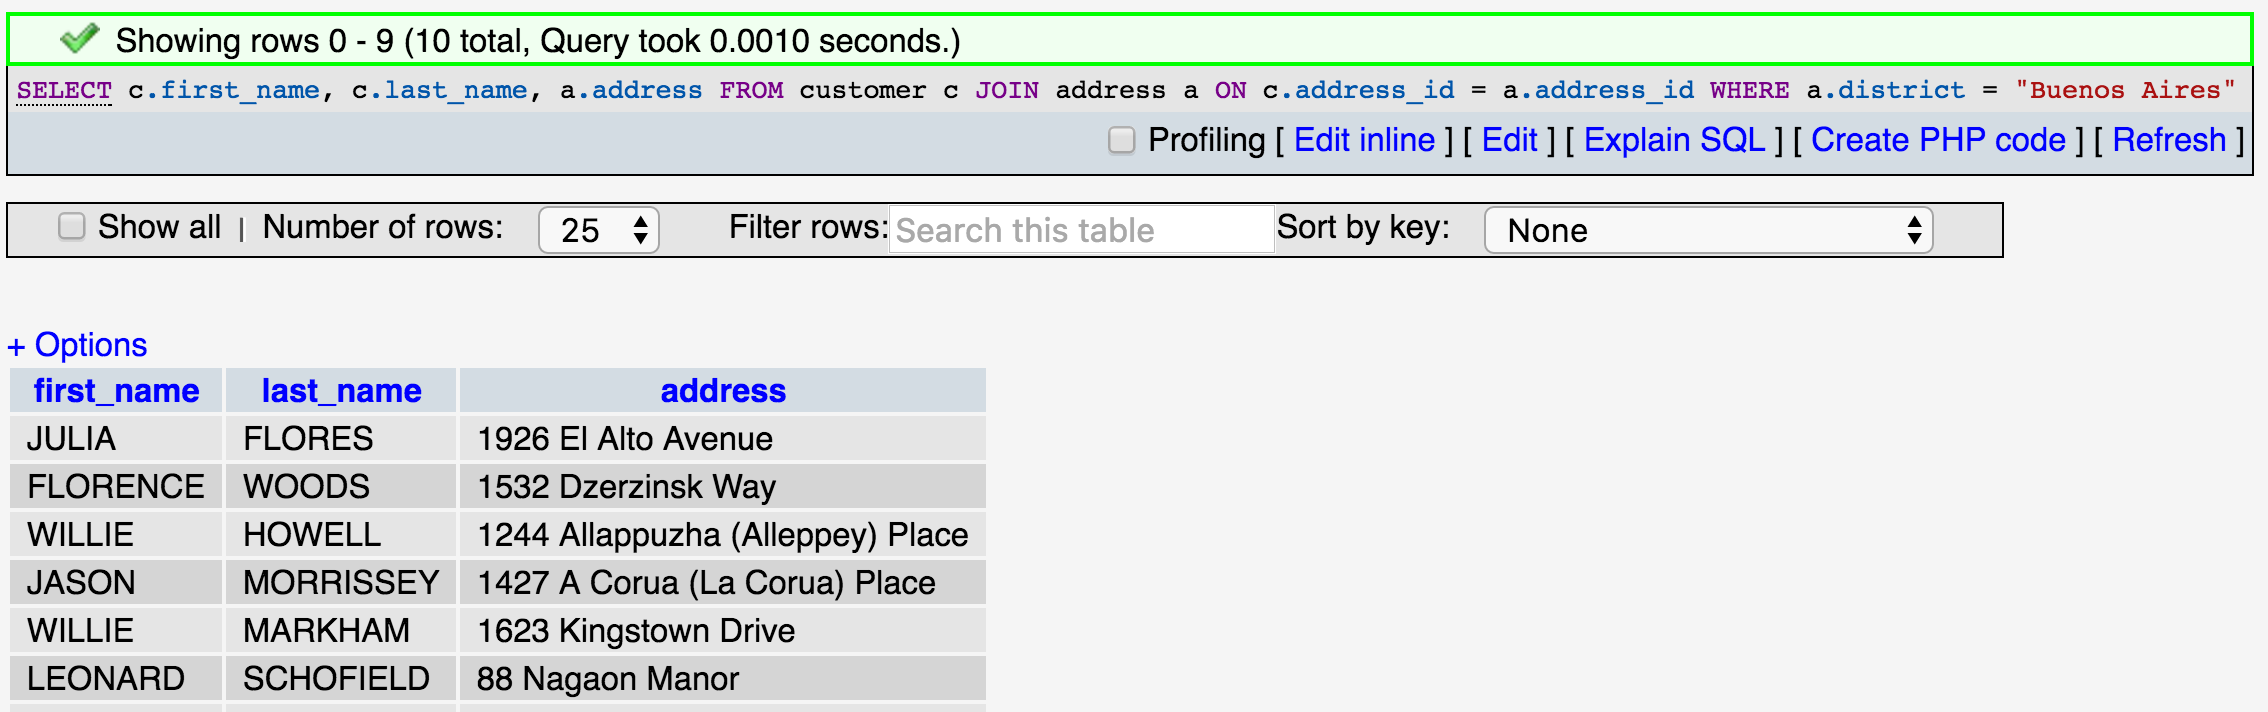 Showing rows 0 - 9 (10 total, Query took 0.0010 seconds.)
SELECT c.first_name, c.last_name, a.address FROM customer c JOIN address a ON c.address_id = a.address_id WHERE a.district = "Buenos Aires"
Profiling [ Edit inline ] [ Edit ] [ Explain SQL ] [ Create PHP code ] [ Refresh ]
Show all | Number of rows: 25 Filter rows: Search this table Sort by key: None
+ Options
first_name last_name address
JULIA FLORES 1926 El Alto Avenue
FLORENCE WOODS 1532 Dzerzinsk Way
WILLIE HOWELL 1244 Allappuzha (Alleppey) Place
JASON MORRISSEY 1427 A Corua (La Corua) Place
WILLIE MARKHAM 1623 Kingstown Drive
LEONARD SCHOFIELD 88 Nagaon Manor